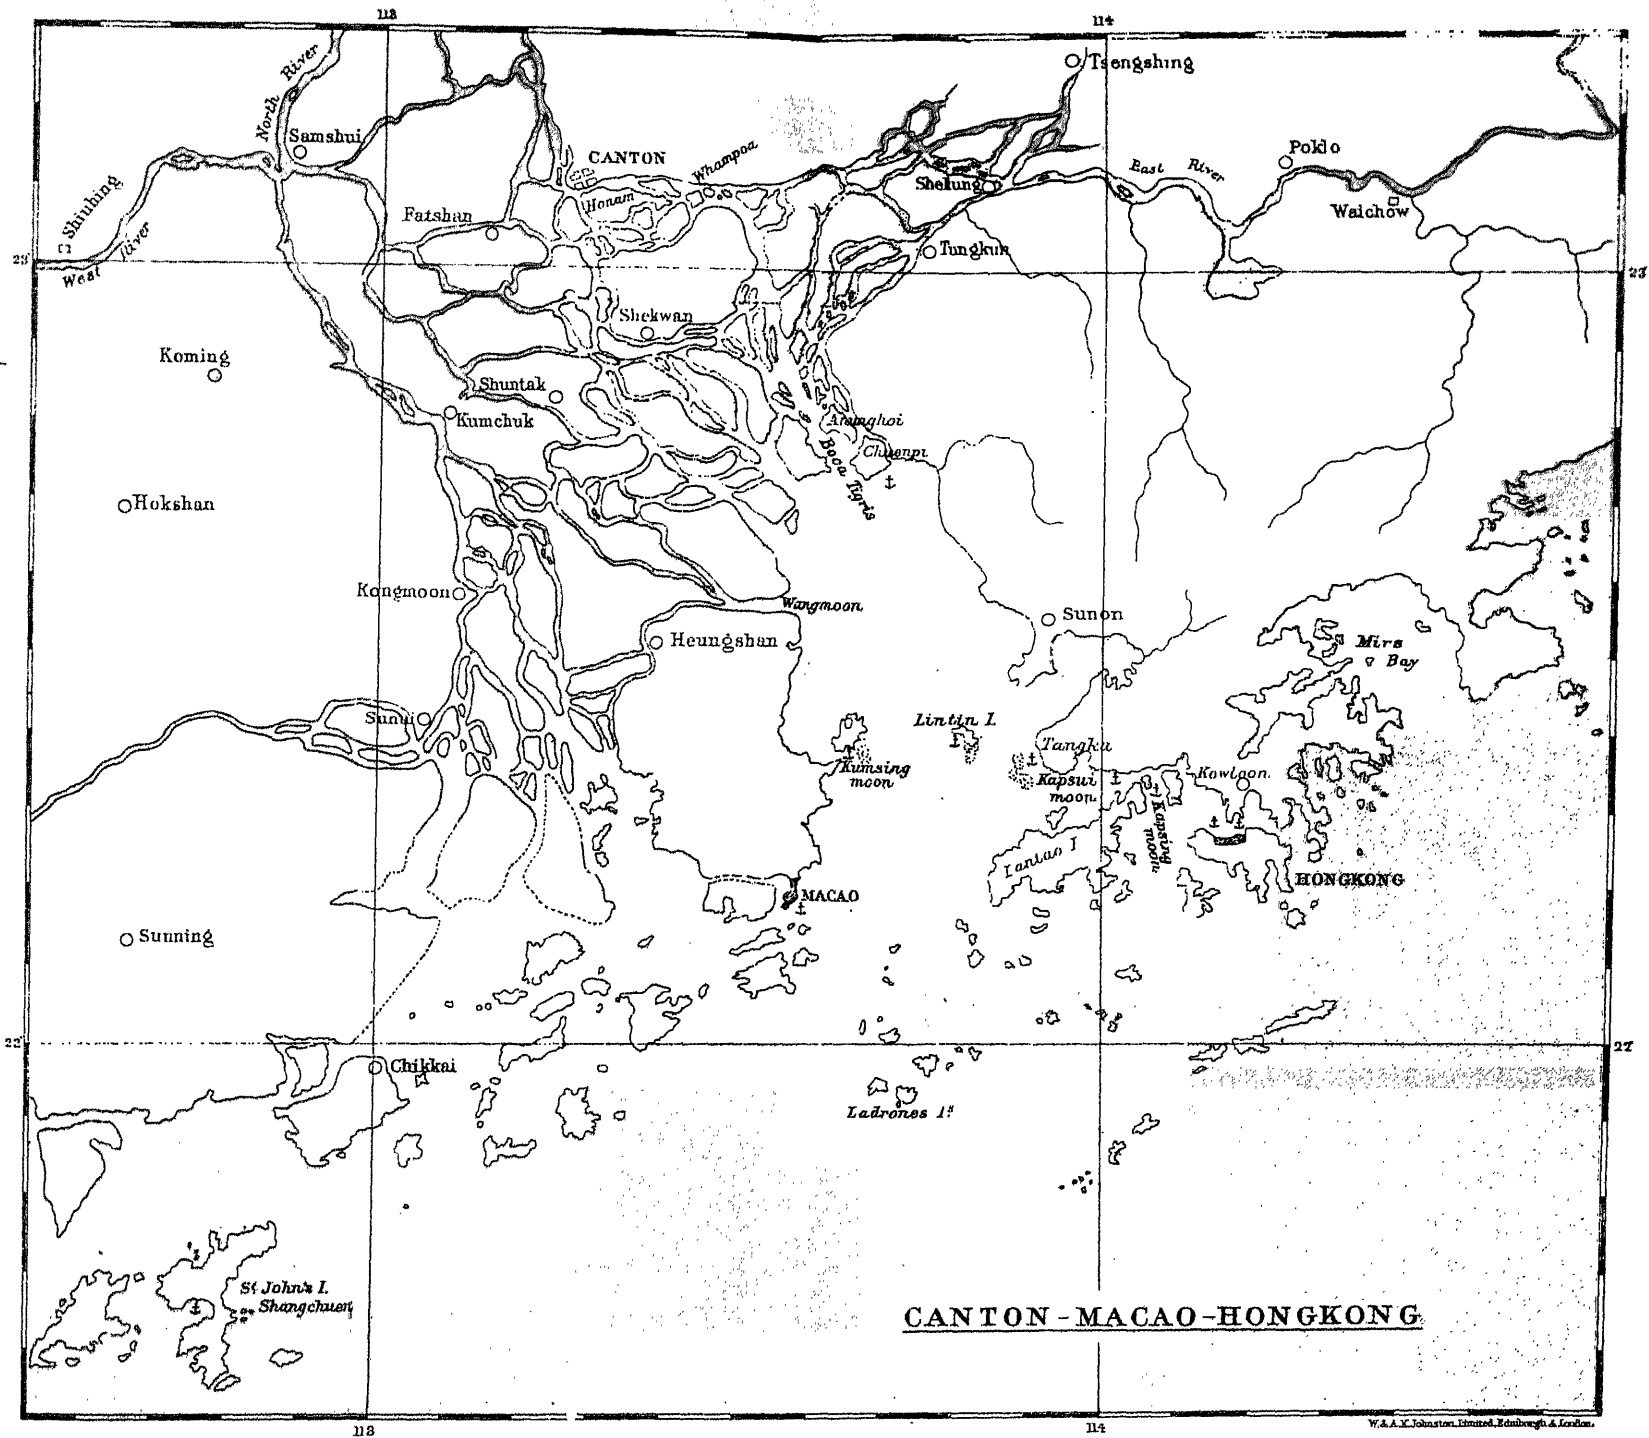 113
114
North River
Samshui
Tsengshing
CANTON
Whampoa
Honam
Fatshan
Shiuhing
West River
Shekung
East River
Poklo
Waichow
Tungkun
23
23
Shekwan
Koming
Shuntak
Kumchuk
Anunghoi
Chuenpi
Boca Tigris
Hokshan
Kongmoon
Wangmoon
Heungshan
Sunon
Mirs
Bay
Sunui
Lintin I.
Kumsing
moon
Tangku
Kapsui
moon
Kapsing
moon
Kowloon.
Lantao I
HONGKONG
MACAO
Sunning
22
22
Chikkai
Ladrones Iˢ
St John's I.
Shangchuen
CANTON - MACAO - HONGKONG
113
114
W. & A. K. Johnston, Limited, Edinburgh & London.